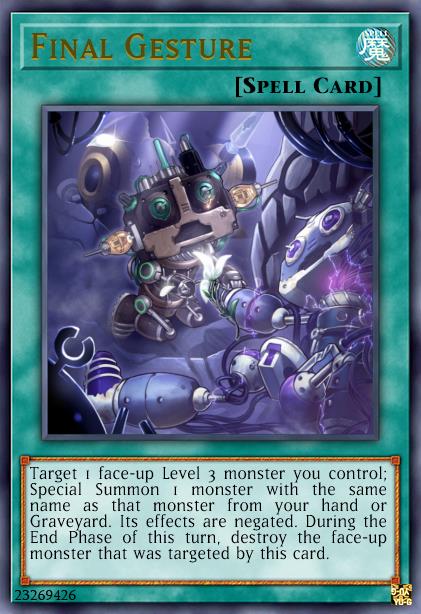 Final Gesture
SPELL
魔
[Spell Card]
T
Target 1 face-up Level 3 monster you control;
Special Summon 1 monster with the same
name as that monster from your hand or
Graveyard. Its effects are negated. During the
End Phase of this turn, destroy the face-up
monster that was targeted by this card.
23269426